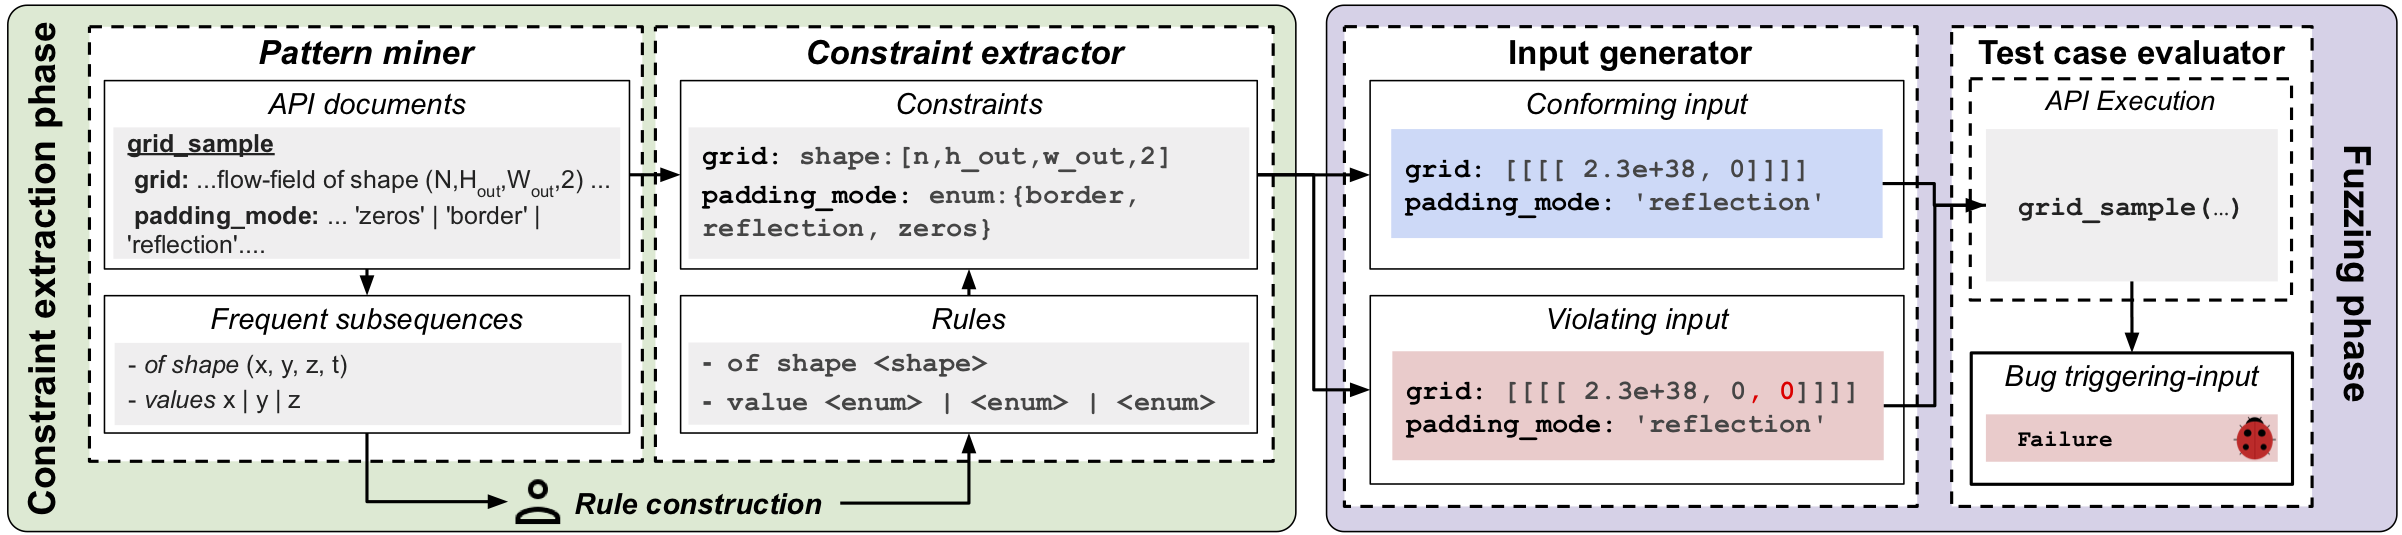 Constraint extraction phase
Pattern miner
API documents
grid_sample
grid: ...flow-field of shape (N,Hout,Wout,2) ...
padding_mode: ... 'zeros' | 'border' |
'reflection'....
Frequent subsequences
- of shape (x, y, z, t)
- values x | y | z
Rule construction
Constraint extractor
Constraints
grid: shape:[n,h_out,w_out,2]
padding_mode: enum:{border,
reflection, zeros}
Rules
- of shape <shape>
- value <enum> | <enum> | <enum>
Input generator
Conforming input
grid: [[[[ 2.3e+38, 0]]]]
padding_mode: 'reflection'
Violating input
grid: [[[[ 2.3e+38, 0, 0]]]]
padding_mode: 'reflection'
Test case evaluator
API Execution
grid_sample(…)
Bug triggering-input
Failure
Fuzzing phase